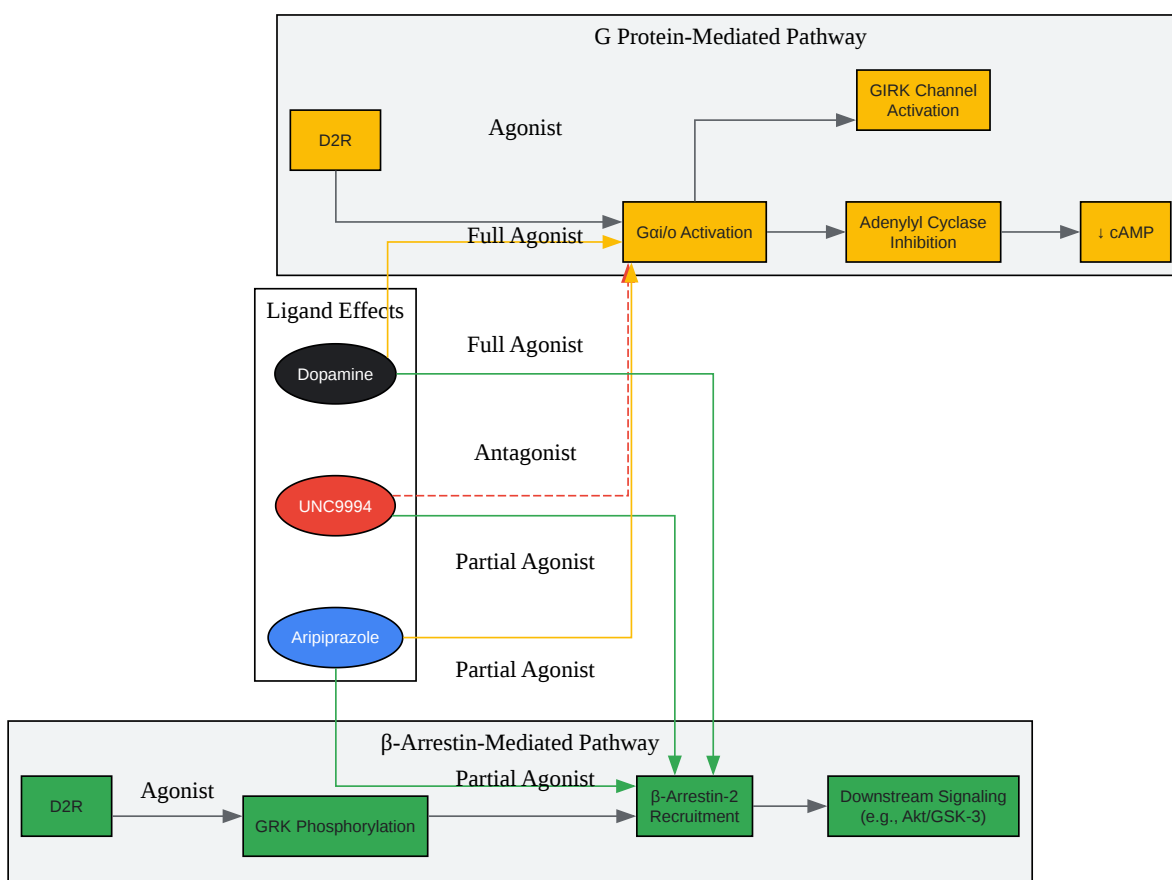 G Protein-Mediated Pathway
GIRK Channel
Activation
Agonist
D2R
Gαi/o Activation
Adenylyl Cyclase
Inhibition
↓ cAMP
Full Agonist
Ligand Effects
Full Agonist
Dopamine
Antagonist
UNC9994
Partial Agonist
Aripiprazole
Partial Agonist
β-Arrestin-Mediated Pathway
Partial Agonist
D2R
Agonist
GRK Phosphorylation
β-Arrestin-2
Recruitment
Downstream Signaling
(e.g., Akt/GSK-3)